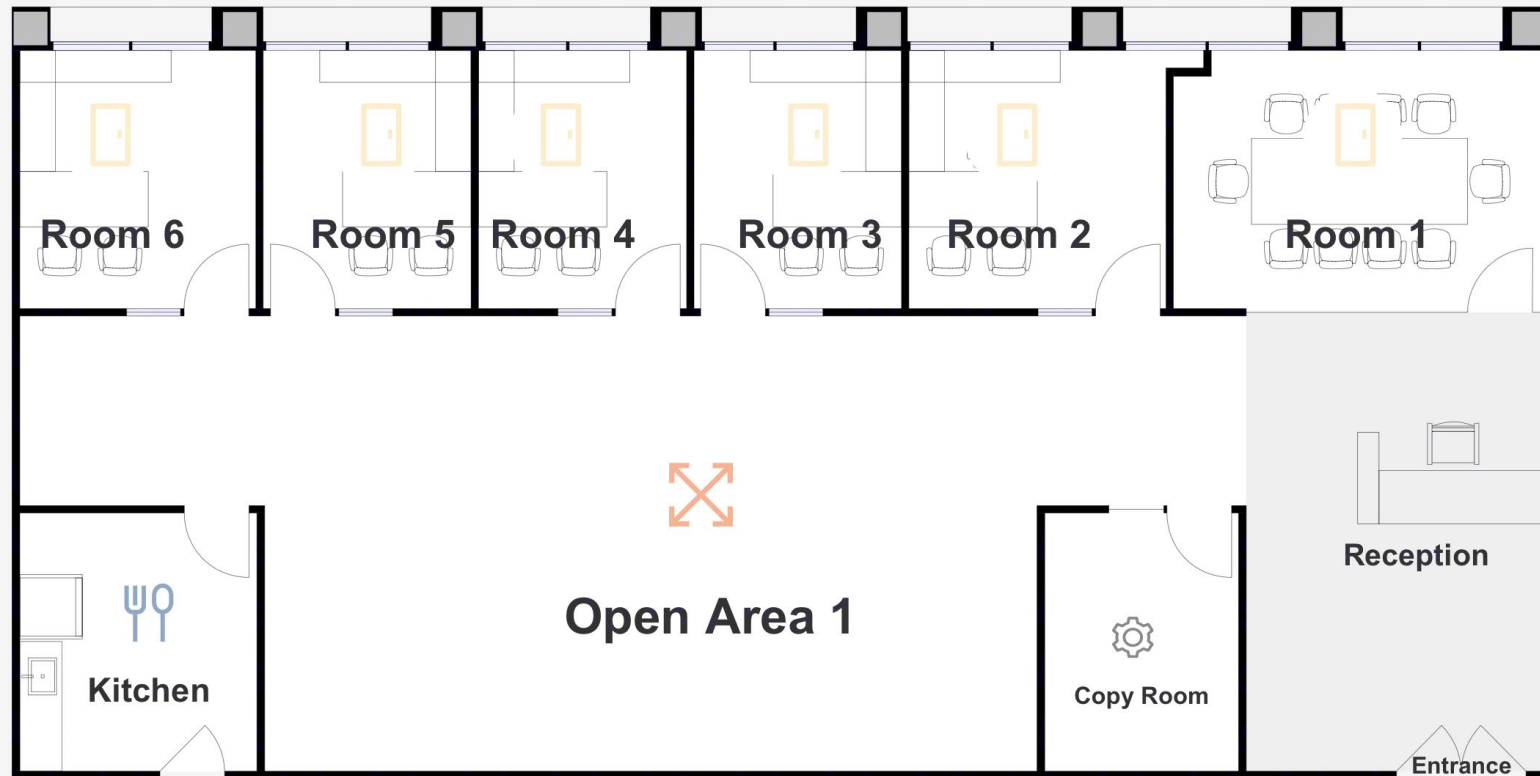 Room 6
Room 5
Room 4
Room 3
Room 2
Room 1
Reception
Open Area 1
Kitchen
Copy Room
Entrance